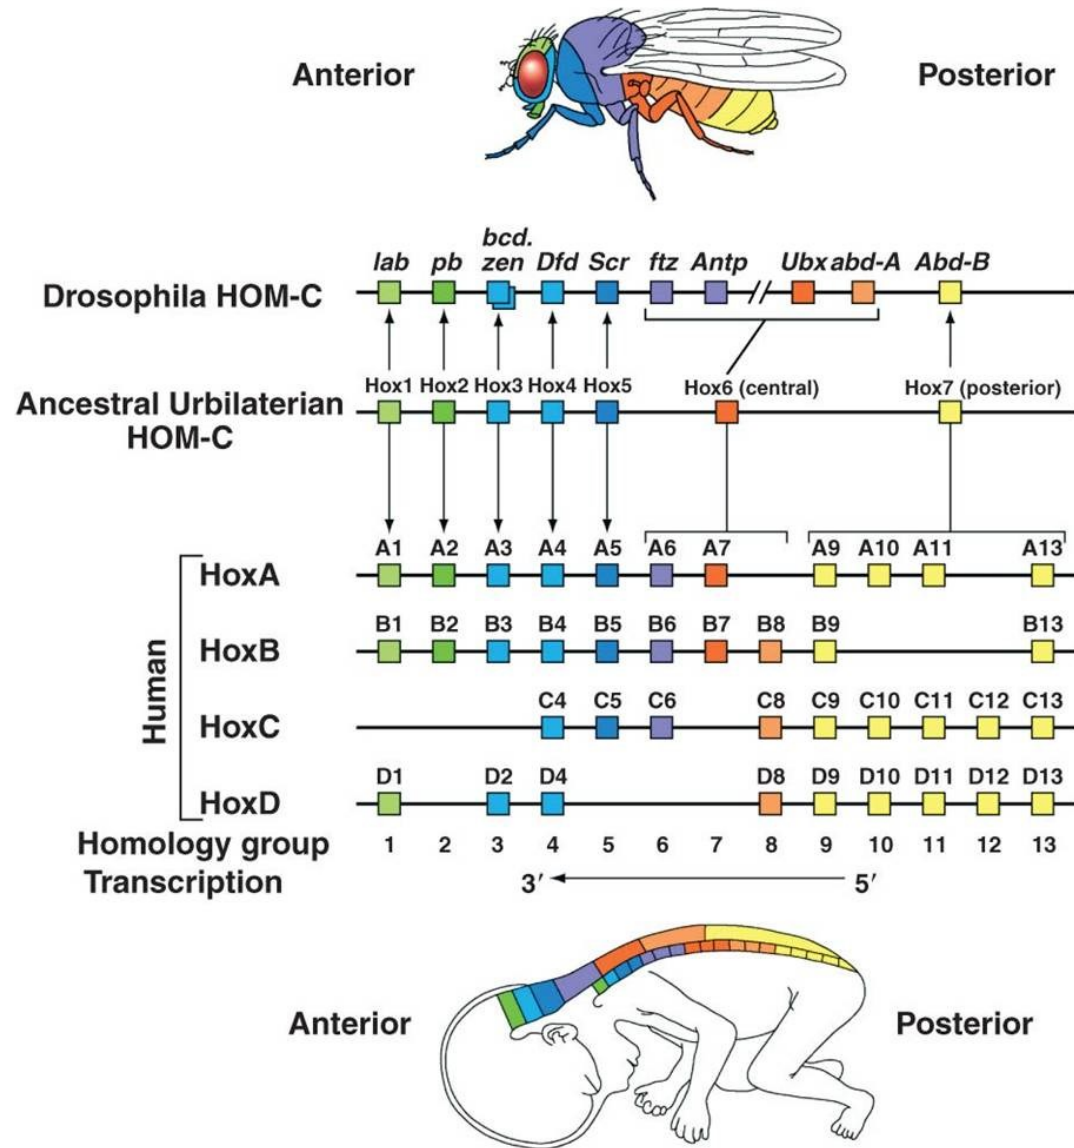 Anterior Posterior
bcd.
lab pb zen Dfd Scr ftz Antp Ubx abd-A Abd-B
Drosophila HOM-C
Hox1 Hox2 Hox3 Hox4 Hox5 Hox6 (central) Hox7 (posterior)
Ancestral Urbilaterian
HOM-C
A1 A2 A3 A4 A5 A6 A7 A9 A10 A11 A13
HoxA
B1 B2 B3 B4 B5 B6 B7 B8 B9 B13
HoxB
C4 C5 C6 C8 C9 C10 C11 C12 C13
HoxC
D1 D2 D4 D8 D9 D10 D11 D12 D13
HoxD
Human
Homology group 1 2 3 4 5 6 7 8 9 10 11 12 13
Transcription 3′ 5′
Anterior Posterior